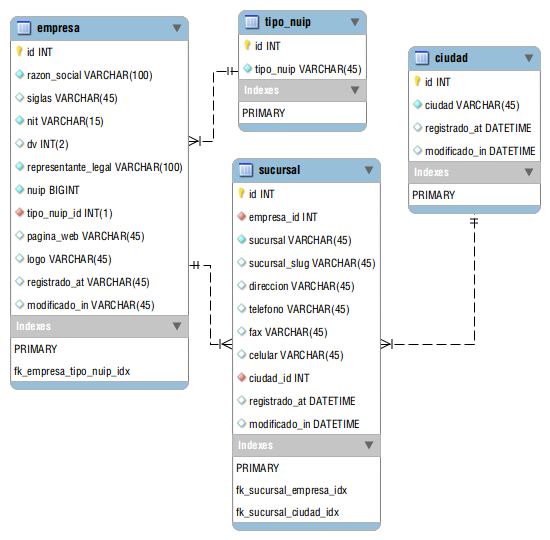 empresa
id INT
razon_social VARCHAR(100)
siglas VARCHAR(45)
nit VARCHAR(15)
dv INT(2)
representante_legal VARCHAR(100)
nuip BIGINT
tipo_nuip_id INT(1)
pagina_web VARCHAR(45)
logo VARCHAR(45)
registrado_at VARCHAR(45)
modificado_in VARCHAR(45)
Indexes
PRIMARY
fk_empresa_tipo_nuip_idx
tipo_nuip
id INT
tipo_nuip VARCHAR(45)
Indexes
PRIMARY
sucursal
id INT
empresa_id INT
sucursal VARCHAR(45)
sucursal_slug VARCHAR(45)
direccion VARCHAR(45)
telefono VARCHAR(45)
fax VARCHAR(45)
celular VARCHAR(45)
ciudad_id INT
registrado_at DATETIME
modificado_in DATETIME
Indexes
PRIMARY
fk_sucursal_empresa_idx
fk_sucursal_ciudad_idx
ciudad
id INT
ciudad VARCHAR(45)
registrado_at DATETIME
modificado_in DATETIME
Indexes
PRIMARY